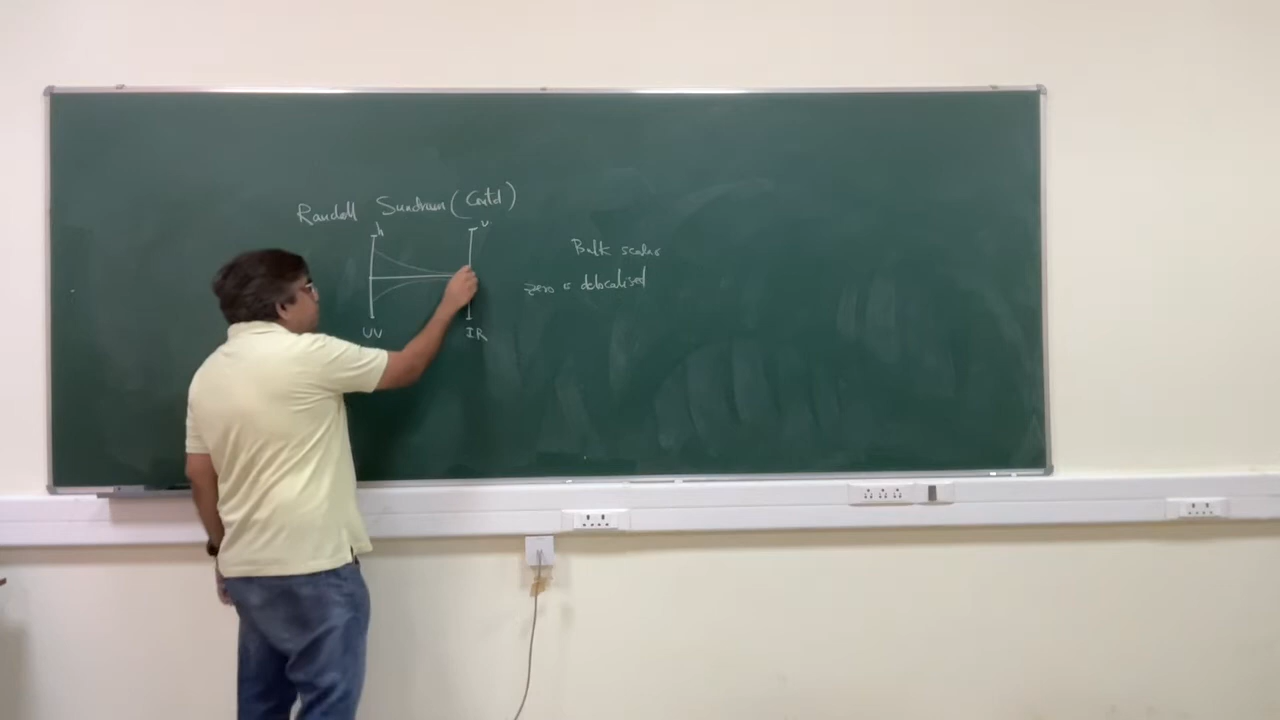 Randall Sundrum (Contd)
h
v.
Bulk scalar
zero is delocalised
UV
IR